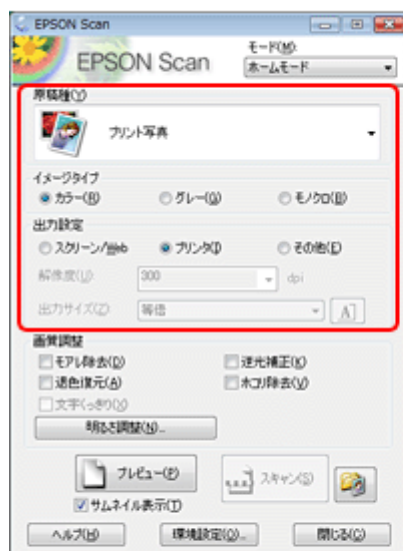 EPSON Scan
EPSON Scan
モード(M):
ホームモード
原稿種(Y)
プリント写真
イメージタイプ
カラー(R)
グレー(G)
モノクロ(B)
出力設定
スクリーン/Web
プリンタ(I)
その他(E)
解像度(U)
300
dpi
出力サイズ(Z)
等倍
画質調整
モアレ除去(D)
逆光補正(K)
退色復元(A)
ホコリ除去(V)
文字くっきり(X)
明るさ調整(N)...
プレビュー(P)
スキャン(S)
サムネイル表示(T)
ヘルプ(H)
環境設定(O)...
閉じる(C)